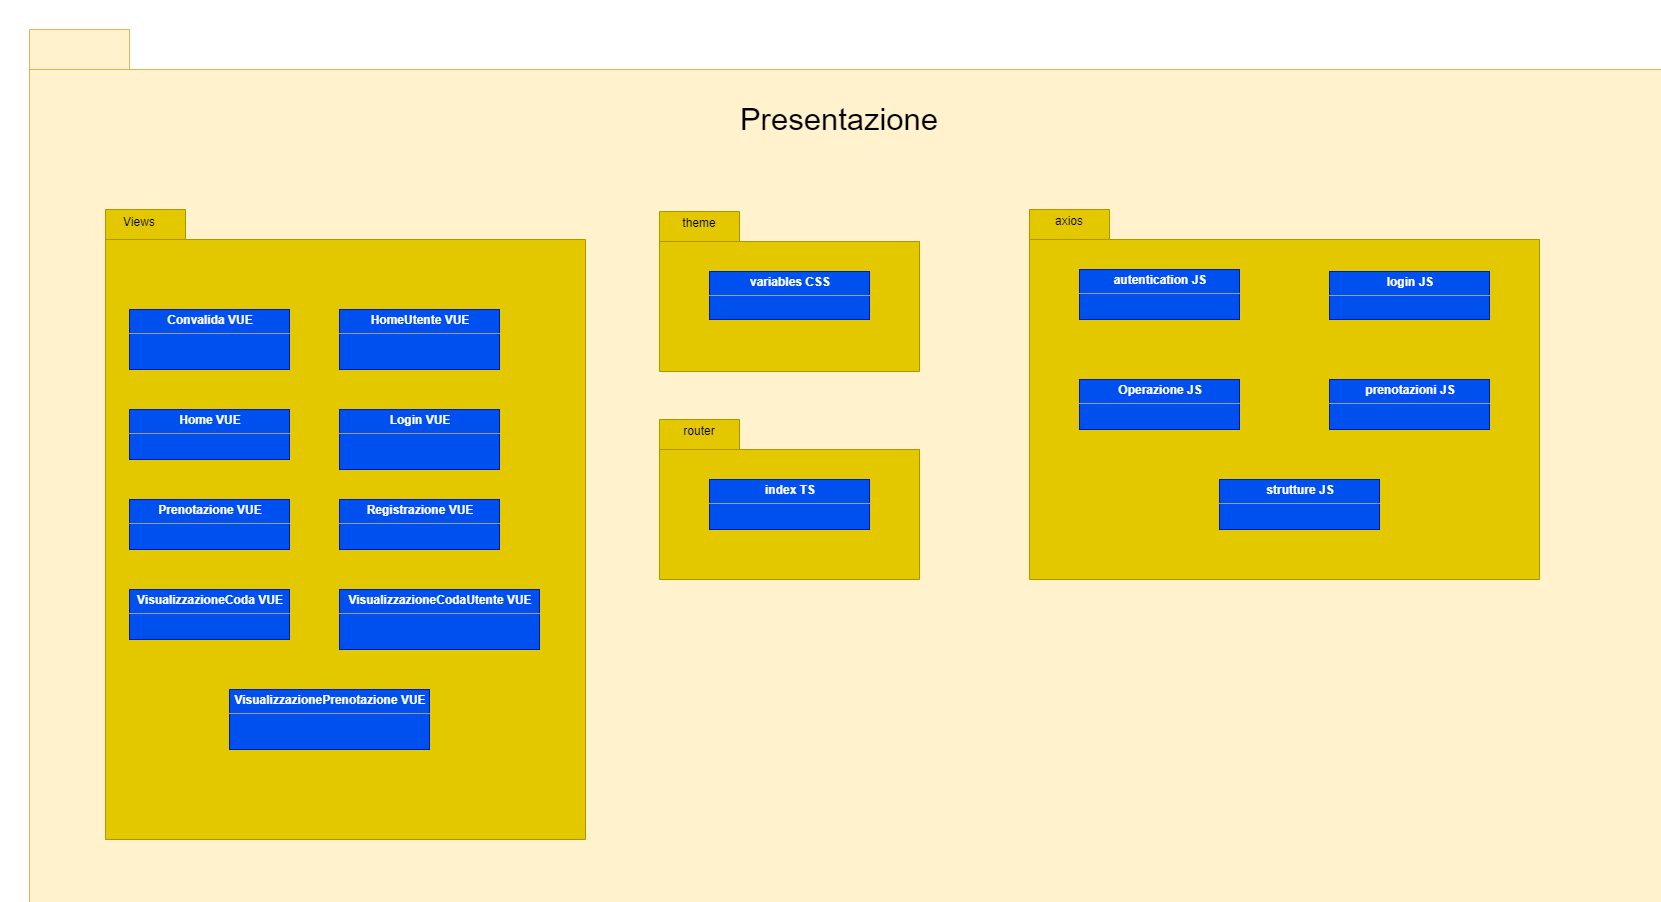 Presentazione
Views
Convalida VUE
HomeUtente VUE
Home VUE
Login VUE
Prenotazione VUE
Registrazione VUE
VisualizzazioneCoda VUE
VisualizzazioneCodaUtente VUE
VisualizzazionePrenotazione VUE
theme
variables CSS
router
index TS
axios
autentication JS
login JS
Operazione JS
prenotazioni JS
strutture JS